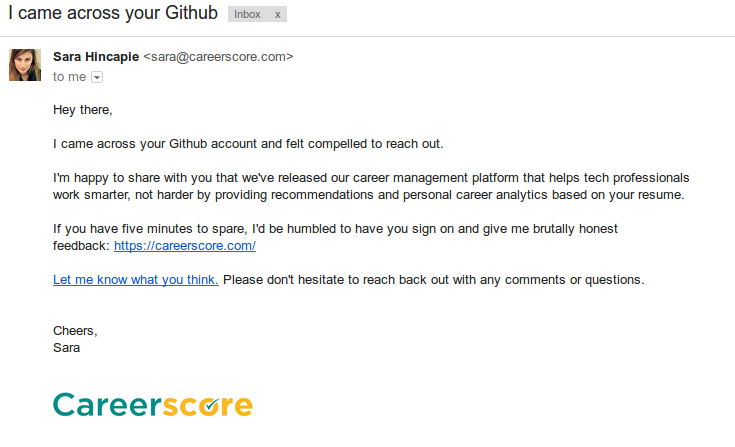 I came across your Github Inbox x
Sara Hincapie <sara@careerscore.com>
to me
Hey there,
I came across your Github account and felt compelled to reach out.
I'm happy to share with you that we've released our career management platform that helps tech professionals
work smarter, not harder by providing recommendations and personal career analytics based on your resume.
If you have five minutes to spare, I'd be humbled to have you sign on and give me brutally honest
feedback: https://careerscore.com/
Let me know what you think. Please don't hesitate to reach back out with any comments or questions.
Cheers,
Sara
Careerscore